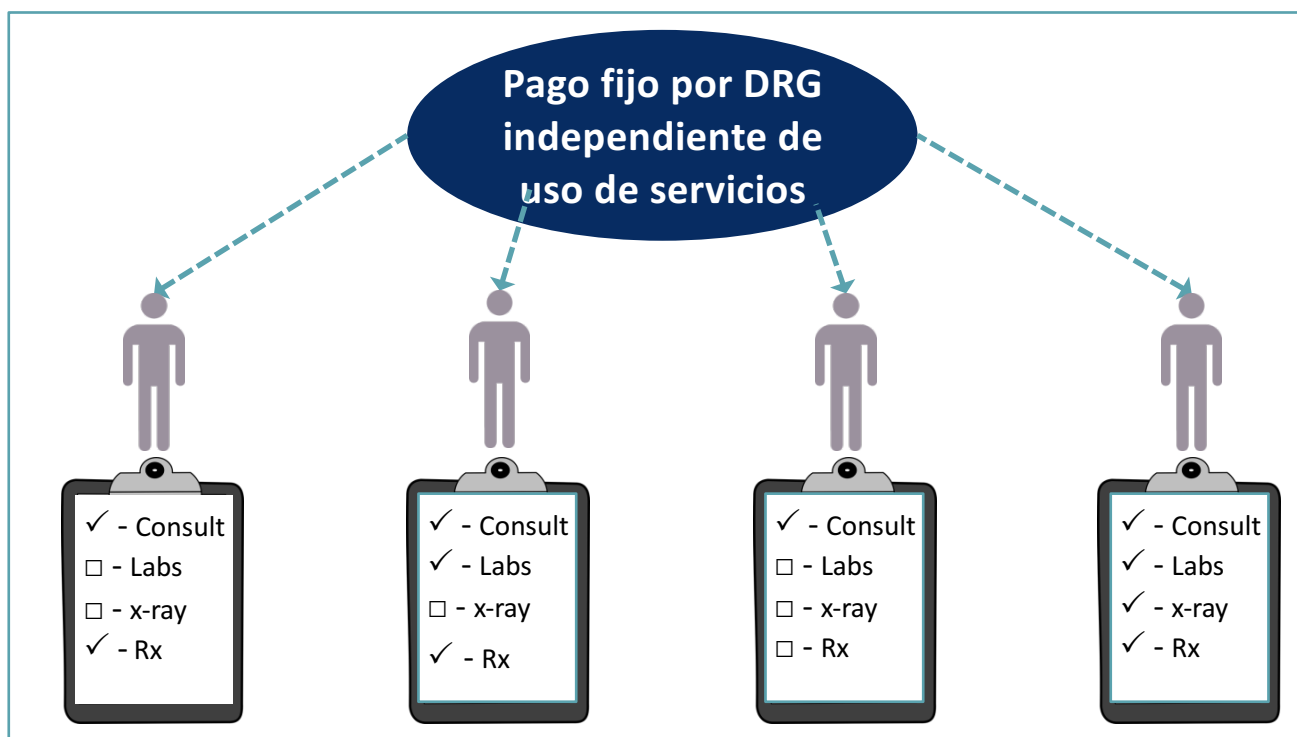 Pago fijo por DRG
independiente de
uso de servicios
✓ - Consult
□ - Labs
□ - x-ray
✓ - Rx
✓ - Consult
✓ - Labs
□ - x-ray
✓ - Rx
✓ - Consult
□ - Labs
□ - x-ray
□ - Rx
✓ - Consult
✓ - Labs
✓ - x-ray
✓ - Rx